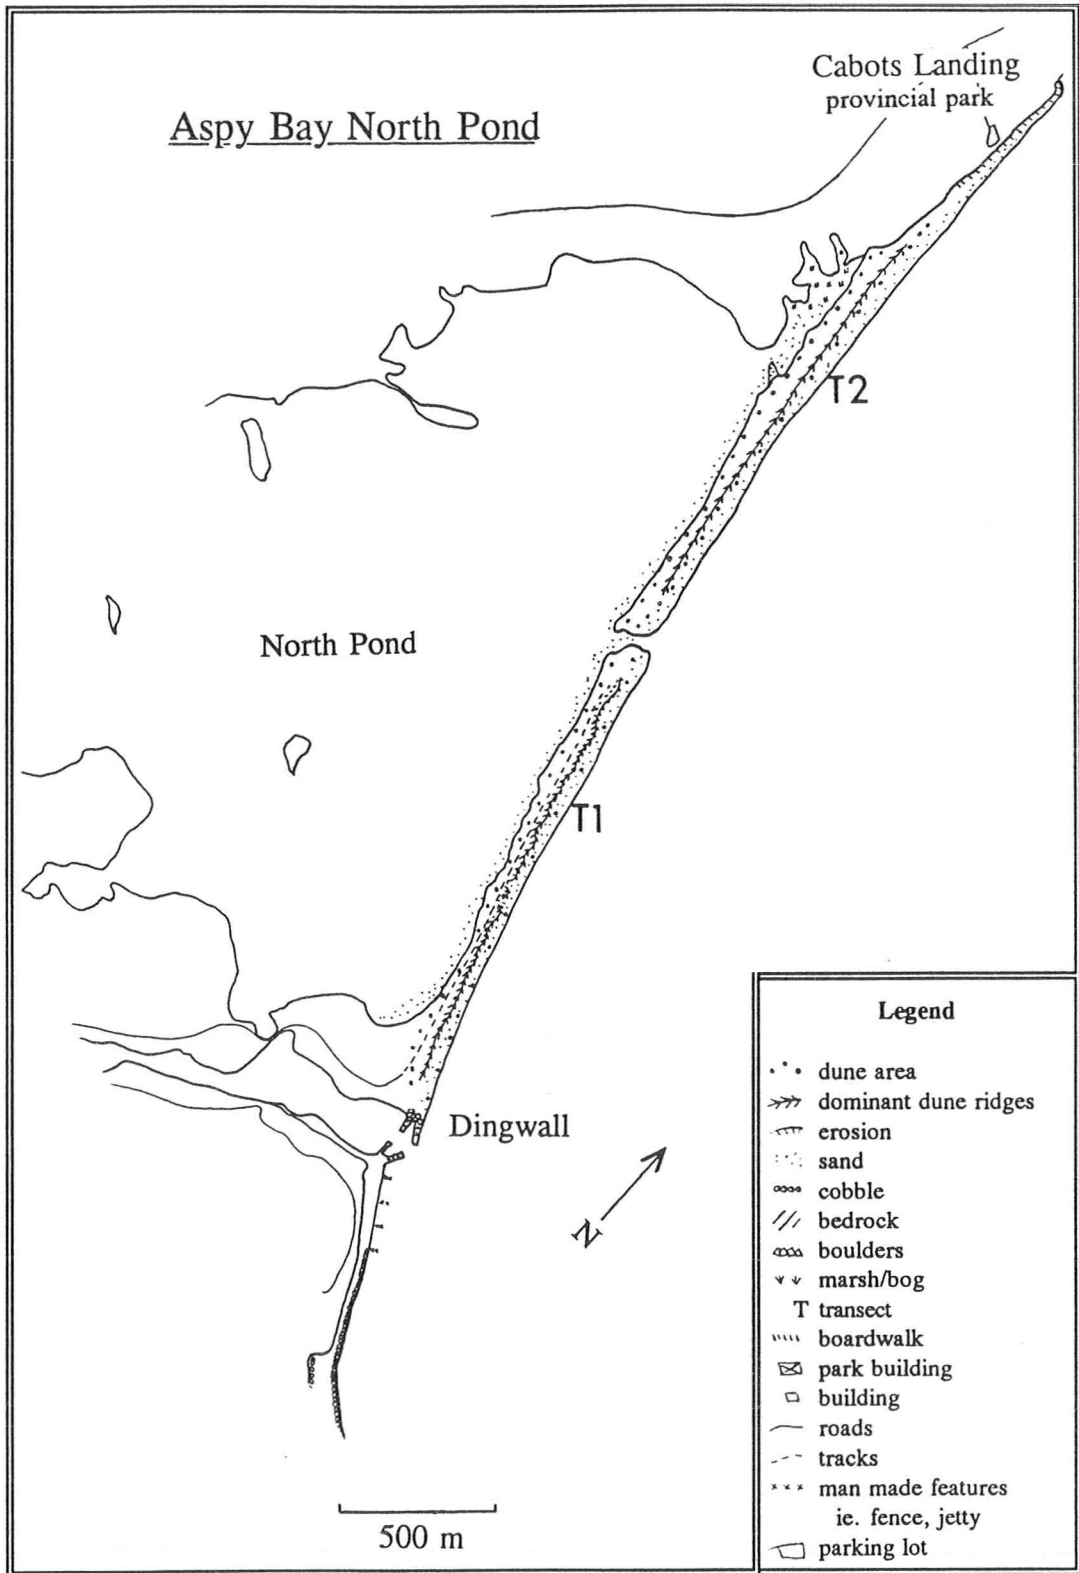 Cabots Landing
provincial park
Aspy Bay North Pond
T2
North Pond
T1
Dingwall
N
500 m
Legend
dune area
dominant dune ridges
erosion
sand
cobble
bedrock
boulders
marsh/bog
T transect
boardwalk
park building
building
roads
tracks
man made features
ie. fence, jetty
parking lot